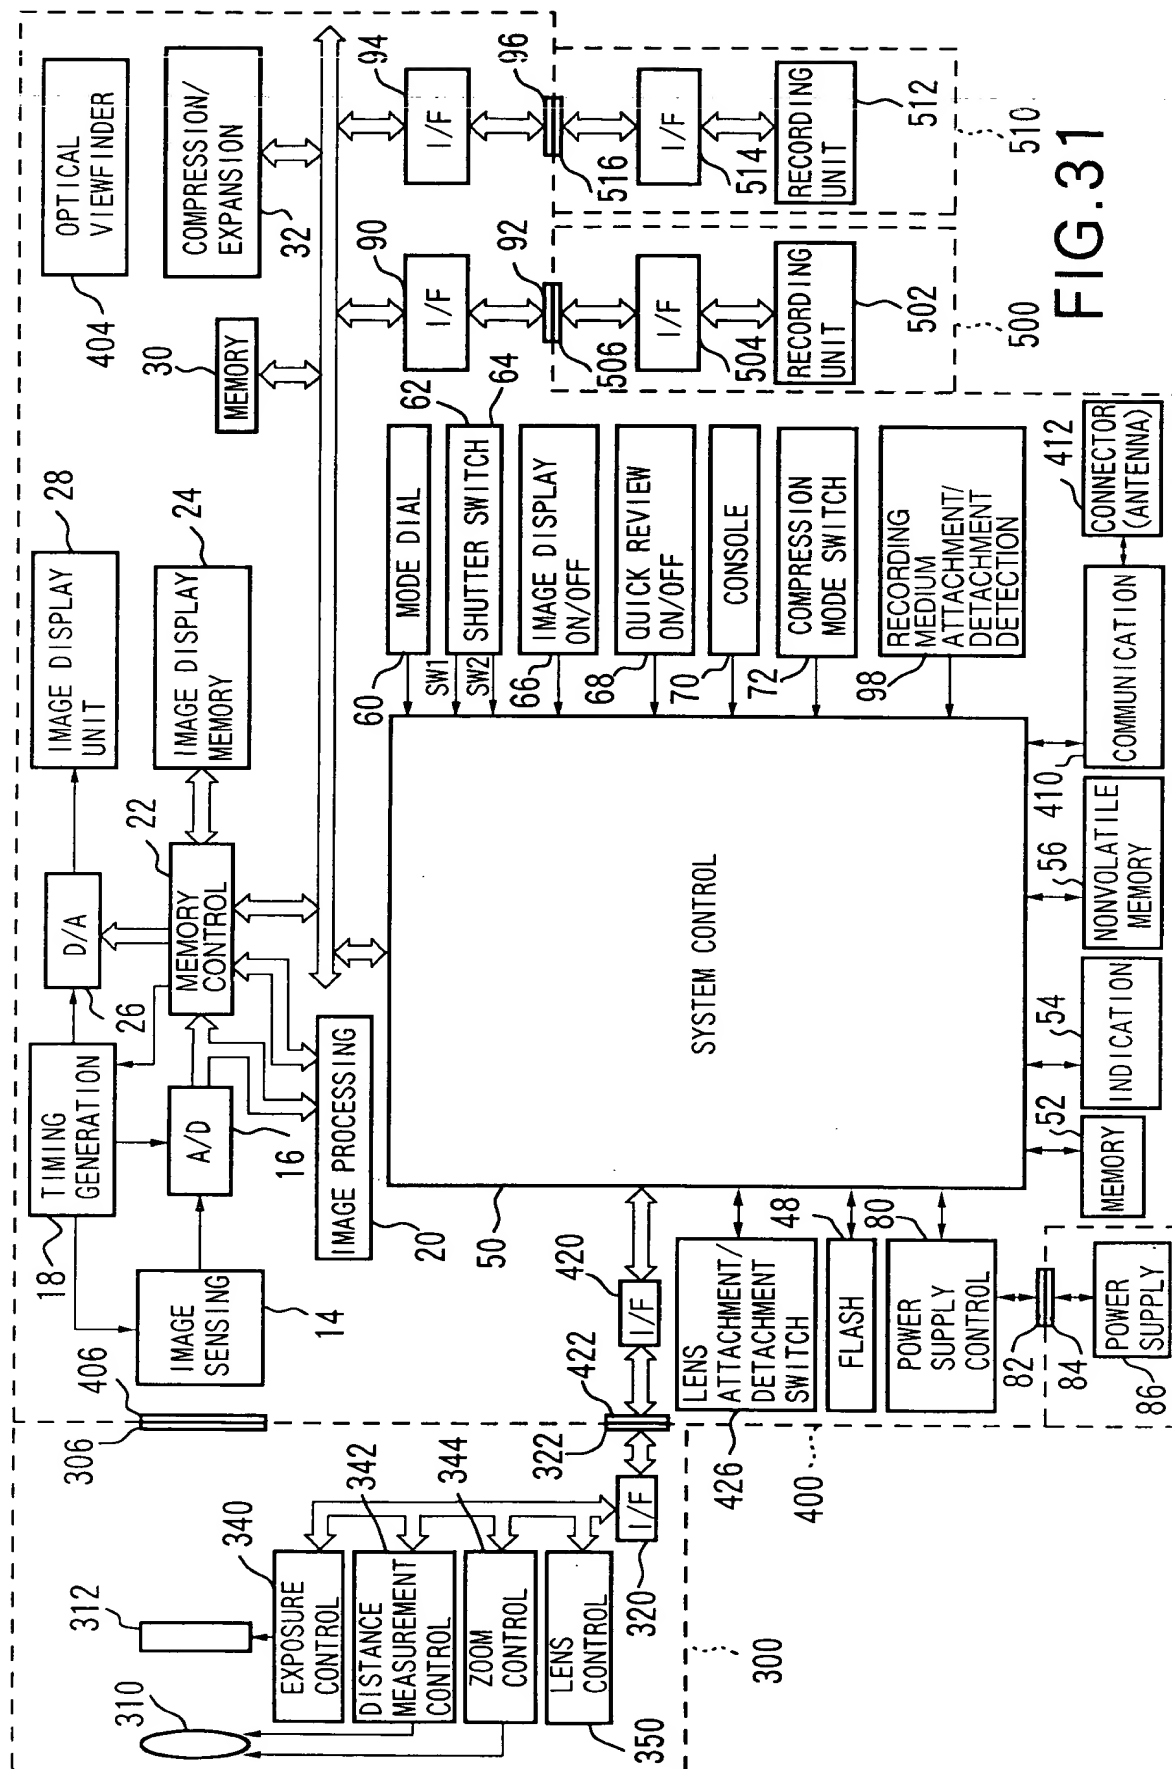 310
312
340
EXPOSURE
CONTROL
342
DISTANCE
MEASUREMENT
CONTROL
344
ZOOM
CONTROL
LENS
CONTROL
350
I/F
320
300
306
406
322
422
I/F
420
18
TIMING
GENERATION
IMAGE
SENSING
14
A/D
16
D/A
26
MEMORY
CONTROL
22
IMAGE PROCESSING
20
IMAGE DISPLAY
UNIT
28
IMAGE DISPLAY
MEMORY
24
MEMORY
30
OPTICAL
VIEWFINDER
404
COMPRESSION/
EXPANSION
32
SYSTEM CONTROL
50
LENS
ATTACHMENT/
DETACHMENT
SWITCH
426
FLASH
48
POWER
SUPPLY
CONTROL
80
82
84
POWER
SUPPLY
86
400
MODE DIAL
60
SHUTTER SWITCH
62
64
SW1
SW2
IMAGE DISPLAY
ON/OFF
66
QUICK REVIEW
ON/OFF
68
CONSOLE
70
COMPRESSION
MODE SWITCH
72
RECORDING
MEDIUM
ATTACHMENT/
DETACHMENT
DETECTION
98
MEMORY
52
INDICATION
54
NONVOLATILE
MEMORY
56
COMMUNICATION
410
CONNECTOR
(ANTENNA)
412
I/F
90
92
506
I/F
504
RECORDING
UNIT
502
500
I/F
94
96
516
I/F
514
RECORDING
UNIT
512
510
FIG.31